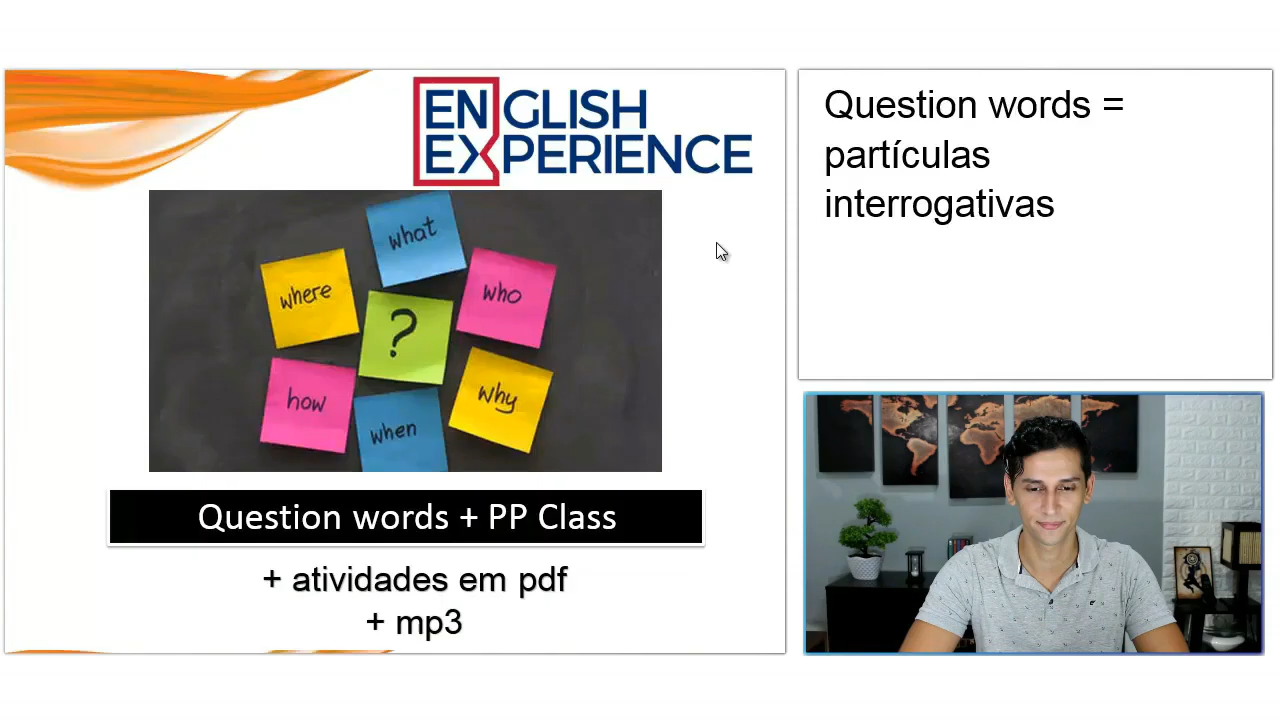 ENGLISH
EXPERIENCE
what
where
who
?
how
why
when
Question words + PP Class
+ atividades em pdf
+ mp3
Question words =
partículas
interrogativas